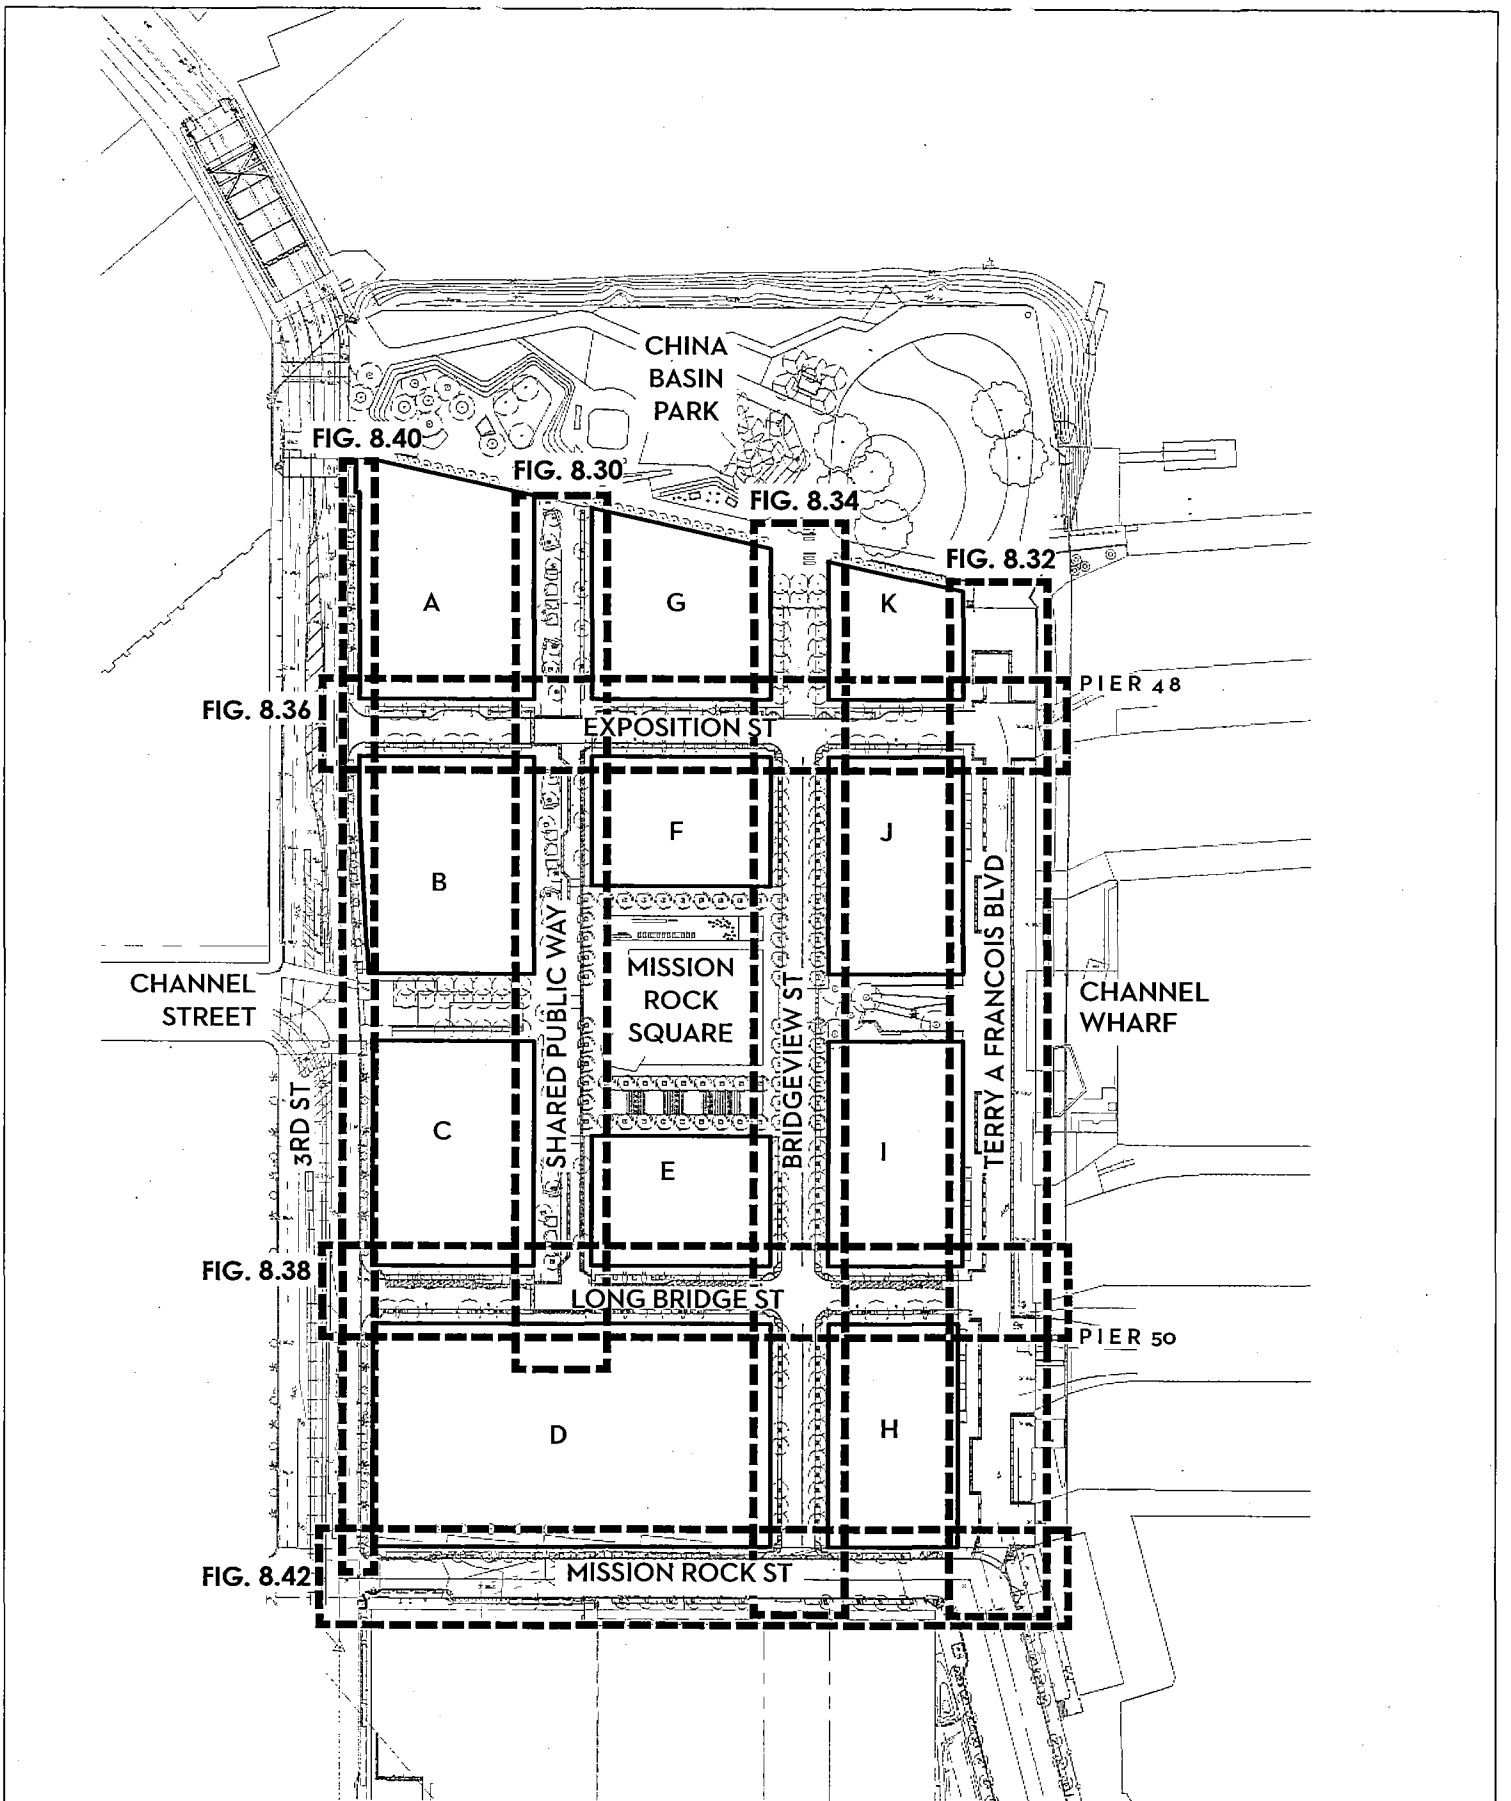 CHINA
BASIN
PARK
FIG. 8.40
FIG. 8.30
FIG. 8.34
FIG. 8.32
A
G
K
PIER 48
FIG. 8.36
EXPOSITION ST
F
J
B
SHARED PUBLIC WAY
BRIDGEVIEW ST
TERRY A FRANCOIS BLVD
MISSION
ROCK
SQUARE
CHANNEL
STREET
CHANNEL
WHARF
3RD ST
C
I
E
FIG. 8.38
LONG BRIDGE ST
PIER 50
D
H
FIG. 8.42
MISSION ROCK ST